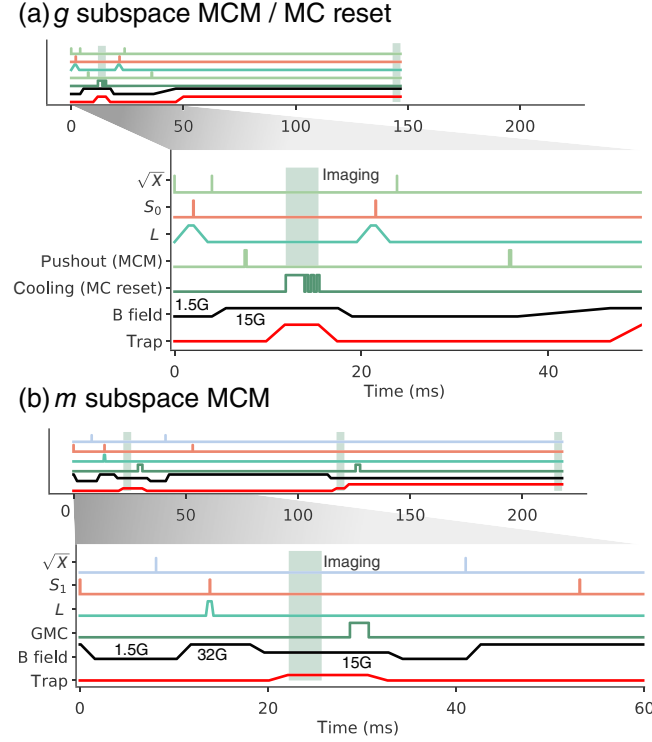 (a) g subspace MCM / MC reset
0 50 100 150 200
Imaging
√X
S₀
L
Pushout (MCM)
Cooling (MC reset)
B field
1.5G
15G
Trap
0 20 40
Time (ms)
(b) m subspace MCM
0 50 100 150 200
Imaging
√X
S₁
L
GMC
B field
1.5G
32G
15G
Trap
0 20 40 60
Time (ms)